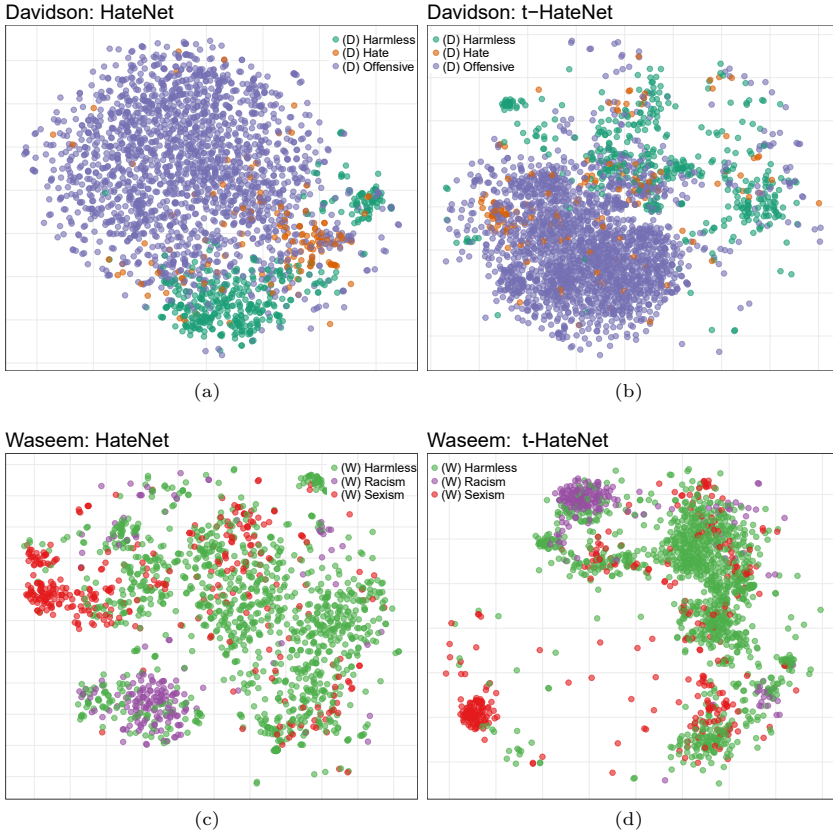 Davidson: HateNet
(D) Harmless
(D) Hate
(D) Offensive
(a)
Davidson: t−HateNet
(D) Harmless
(D) Hate
(D) Offensive
(b)
Waseem: HateNet
(W) Harmless
(W) Racism
(W) Sexism
(c)
Waseem: t-HateNet
(W) Harmless
(W) Racism
(W) Sexism
(d)